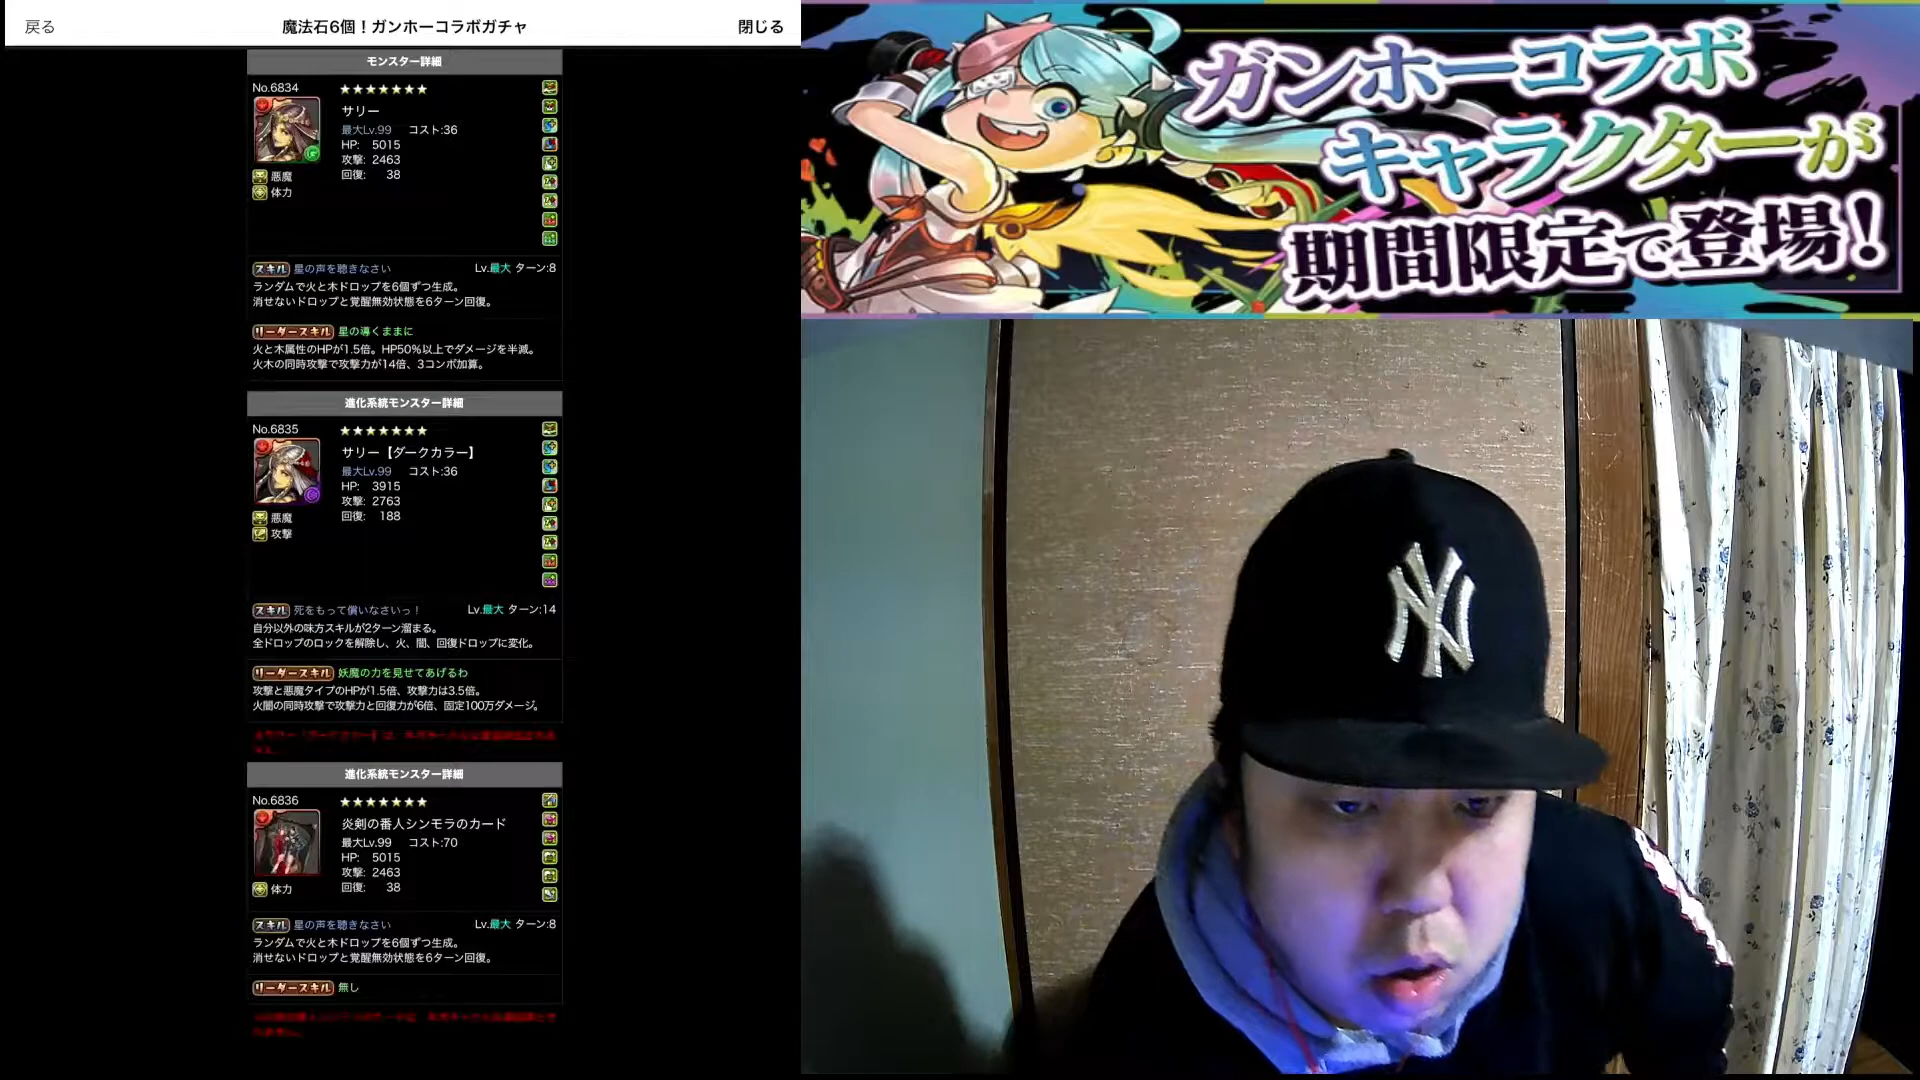 戻る
魔法石6個！ガンホーコラボガチャ
閉じる
モンスター詳細
No.6834
★★★★★★★
サリー
最大Lv.99 コスト:36
HP: 5015
攻撃: 2463
回復: 38
悪魔
体力
スキル 星の声を聴きなさい Lv.最大 ターン:8
ランダムで火と木ドロップを6個ずつ生成。
消せないドロップと覚醒無効状態を6ターン回復。
リーダースキル 星の導くままに
火と木属性のHPが1.5倍。HP50％以上でダメージを半減。
火木の同時攻撃で攻撃力が14倍、3コンボ加算。
進化系統モンスター詳細
No.6835
★★★★★★★
サリー【ダークカラー】
最大Lv.99 コスト:36
HP: 3915
攻撃: 2763
回復: 188
悪魔
攻撃
スキル 死をもって償いなさいっ！ Lv.最大 ターン:14
自分以外の味方スキルが2ターン溜まる。
全ドロップのロックを解除し、火、闇、回復ドロップに変化。
リーダースキル 妖魔の力を見せてあげるわ
攻撃と悪魔タイプのHPが1.5倍、攻撃力は3.5倍。
火闇の同時攻撃で攻撃力と回復力が6倍、固定100万ダメージ。
進化系統モンスター詳細
No.6836
★★★★★★★
炎剣の番人シンモラのカード
最大Lv.99 コスト:70
HP: 5015
攻撃: 2463
回復: 38
体力
スキル 星の声を聴きなさい Lv.最大 ターン:8
ランダムで火と木ドロップを6個ずつ生成。
消せないドロップと覚醒無効状態を6ターン回復。
リーダースキル 無し
ガンホーコラボ
キャラクターが
期間限定で登場！
NY